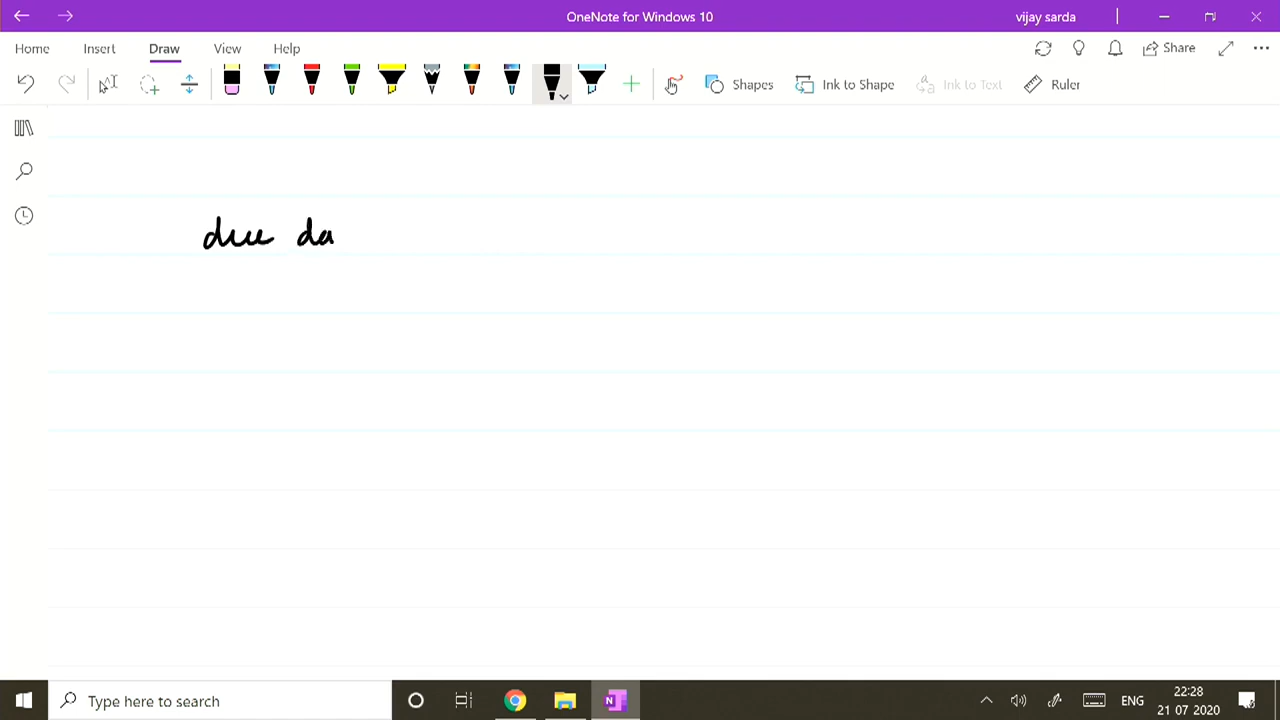 OneNote for Windows 10
vijay sarda
Home Insert Draw View Help
Share
Shapes Ink to Shape Ink to Text Ruler
due da
Type here to search
ENG
22:28
21 07 2020